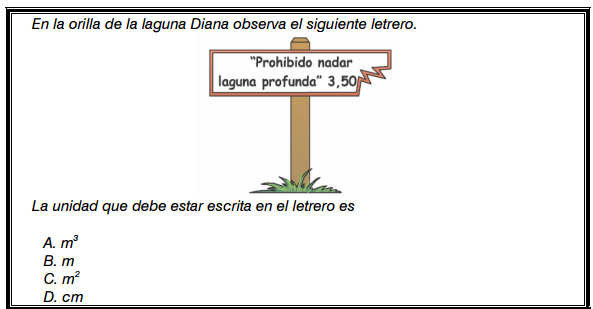 En la orilla de la laguna Diana observa el siguiente letrero.
“Prohibido nadar
laguna profunda” 3,50
La unidad que debe estar escrita en el letrero es
A. m³
B. m
C. m²
D. cm